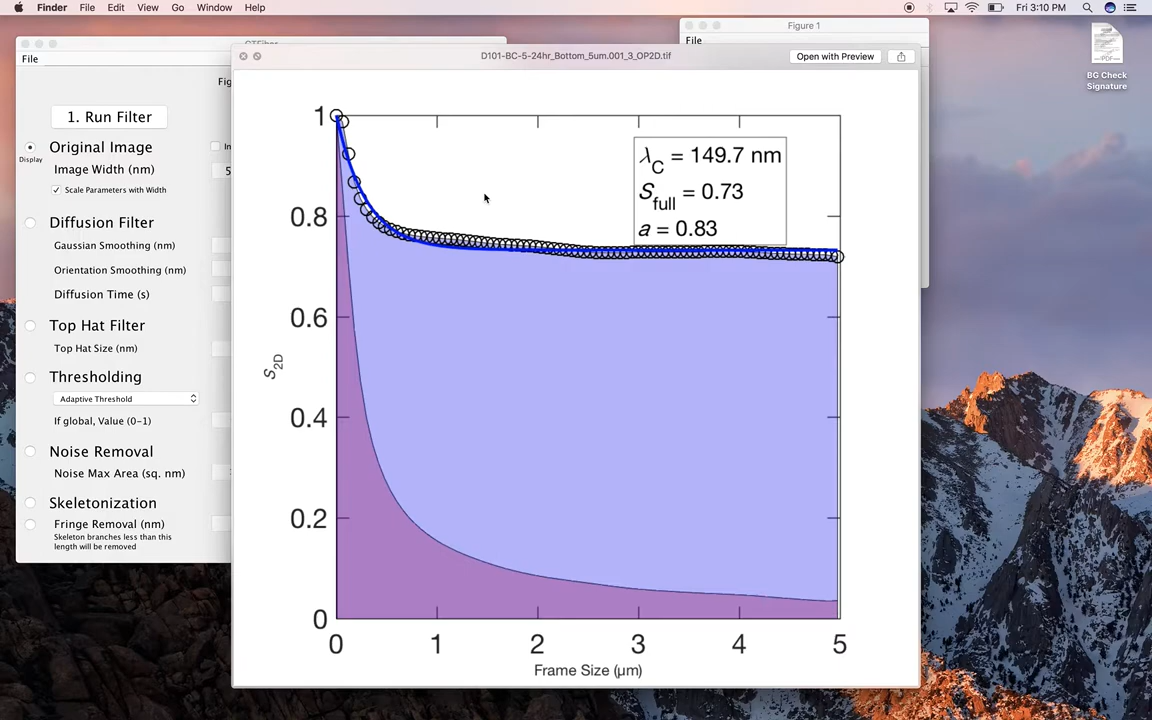 Finder File Edit View Go Window Help
Fri 3:10 PM
Figure 1
File
BG Check
Signature
File
Fig
1. Run Filter
Original Image
Display
In
Image Width (nm)
5
Scale Parameters with Width
Diffusion Filter
Gaussian Smoothing (nm)
Orientation Smoothing (nm)
Diffusion Time (s)
Top Hat Filter
Top Hat Size (nm)
Thresholding
Adaptive Threshold
If global, Value (0-1)
Noise Removal
Noise Max Area (sq. nm)
Skeletonization
Fringe Removal (nm)
Skeleton branches less than this
length will be removed
D101-BC-5-24hr_Bottom_5um.001_3_OP2D.tif
Open with Preview
λC = 149.7 nm
Sfull = 0.73
a = 0.83
1
0.8
0.6
0.4
0.2
0
S2D
0 1 2 3 4 5
Frame Size (µm)